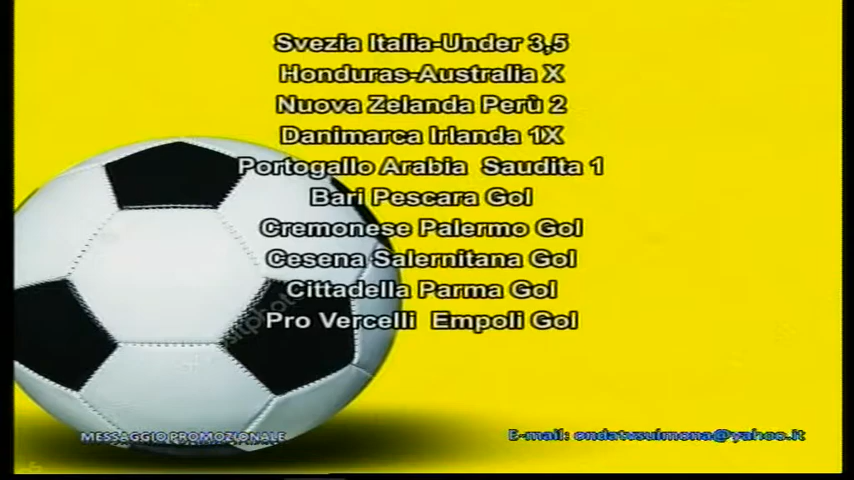 Svezia Italia-Under 3,5
Honduras-Australia X
Nuova Zelanda Perù 2
Danimarca Irlanda 1X
Portogallo Arabia Saudita 1
Bari Pescara Gol
Cremonese Palermo Gol
Cesena Salernitana Gol
Cittadella Parma Gol
Pro Vercelli Empoli Gol
MESSAGGIO PROMOZIONALE
E-mail: ondatvsulmona@yahoo.it